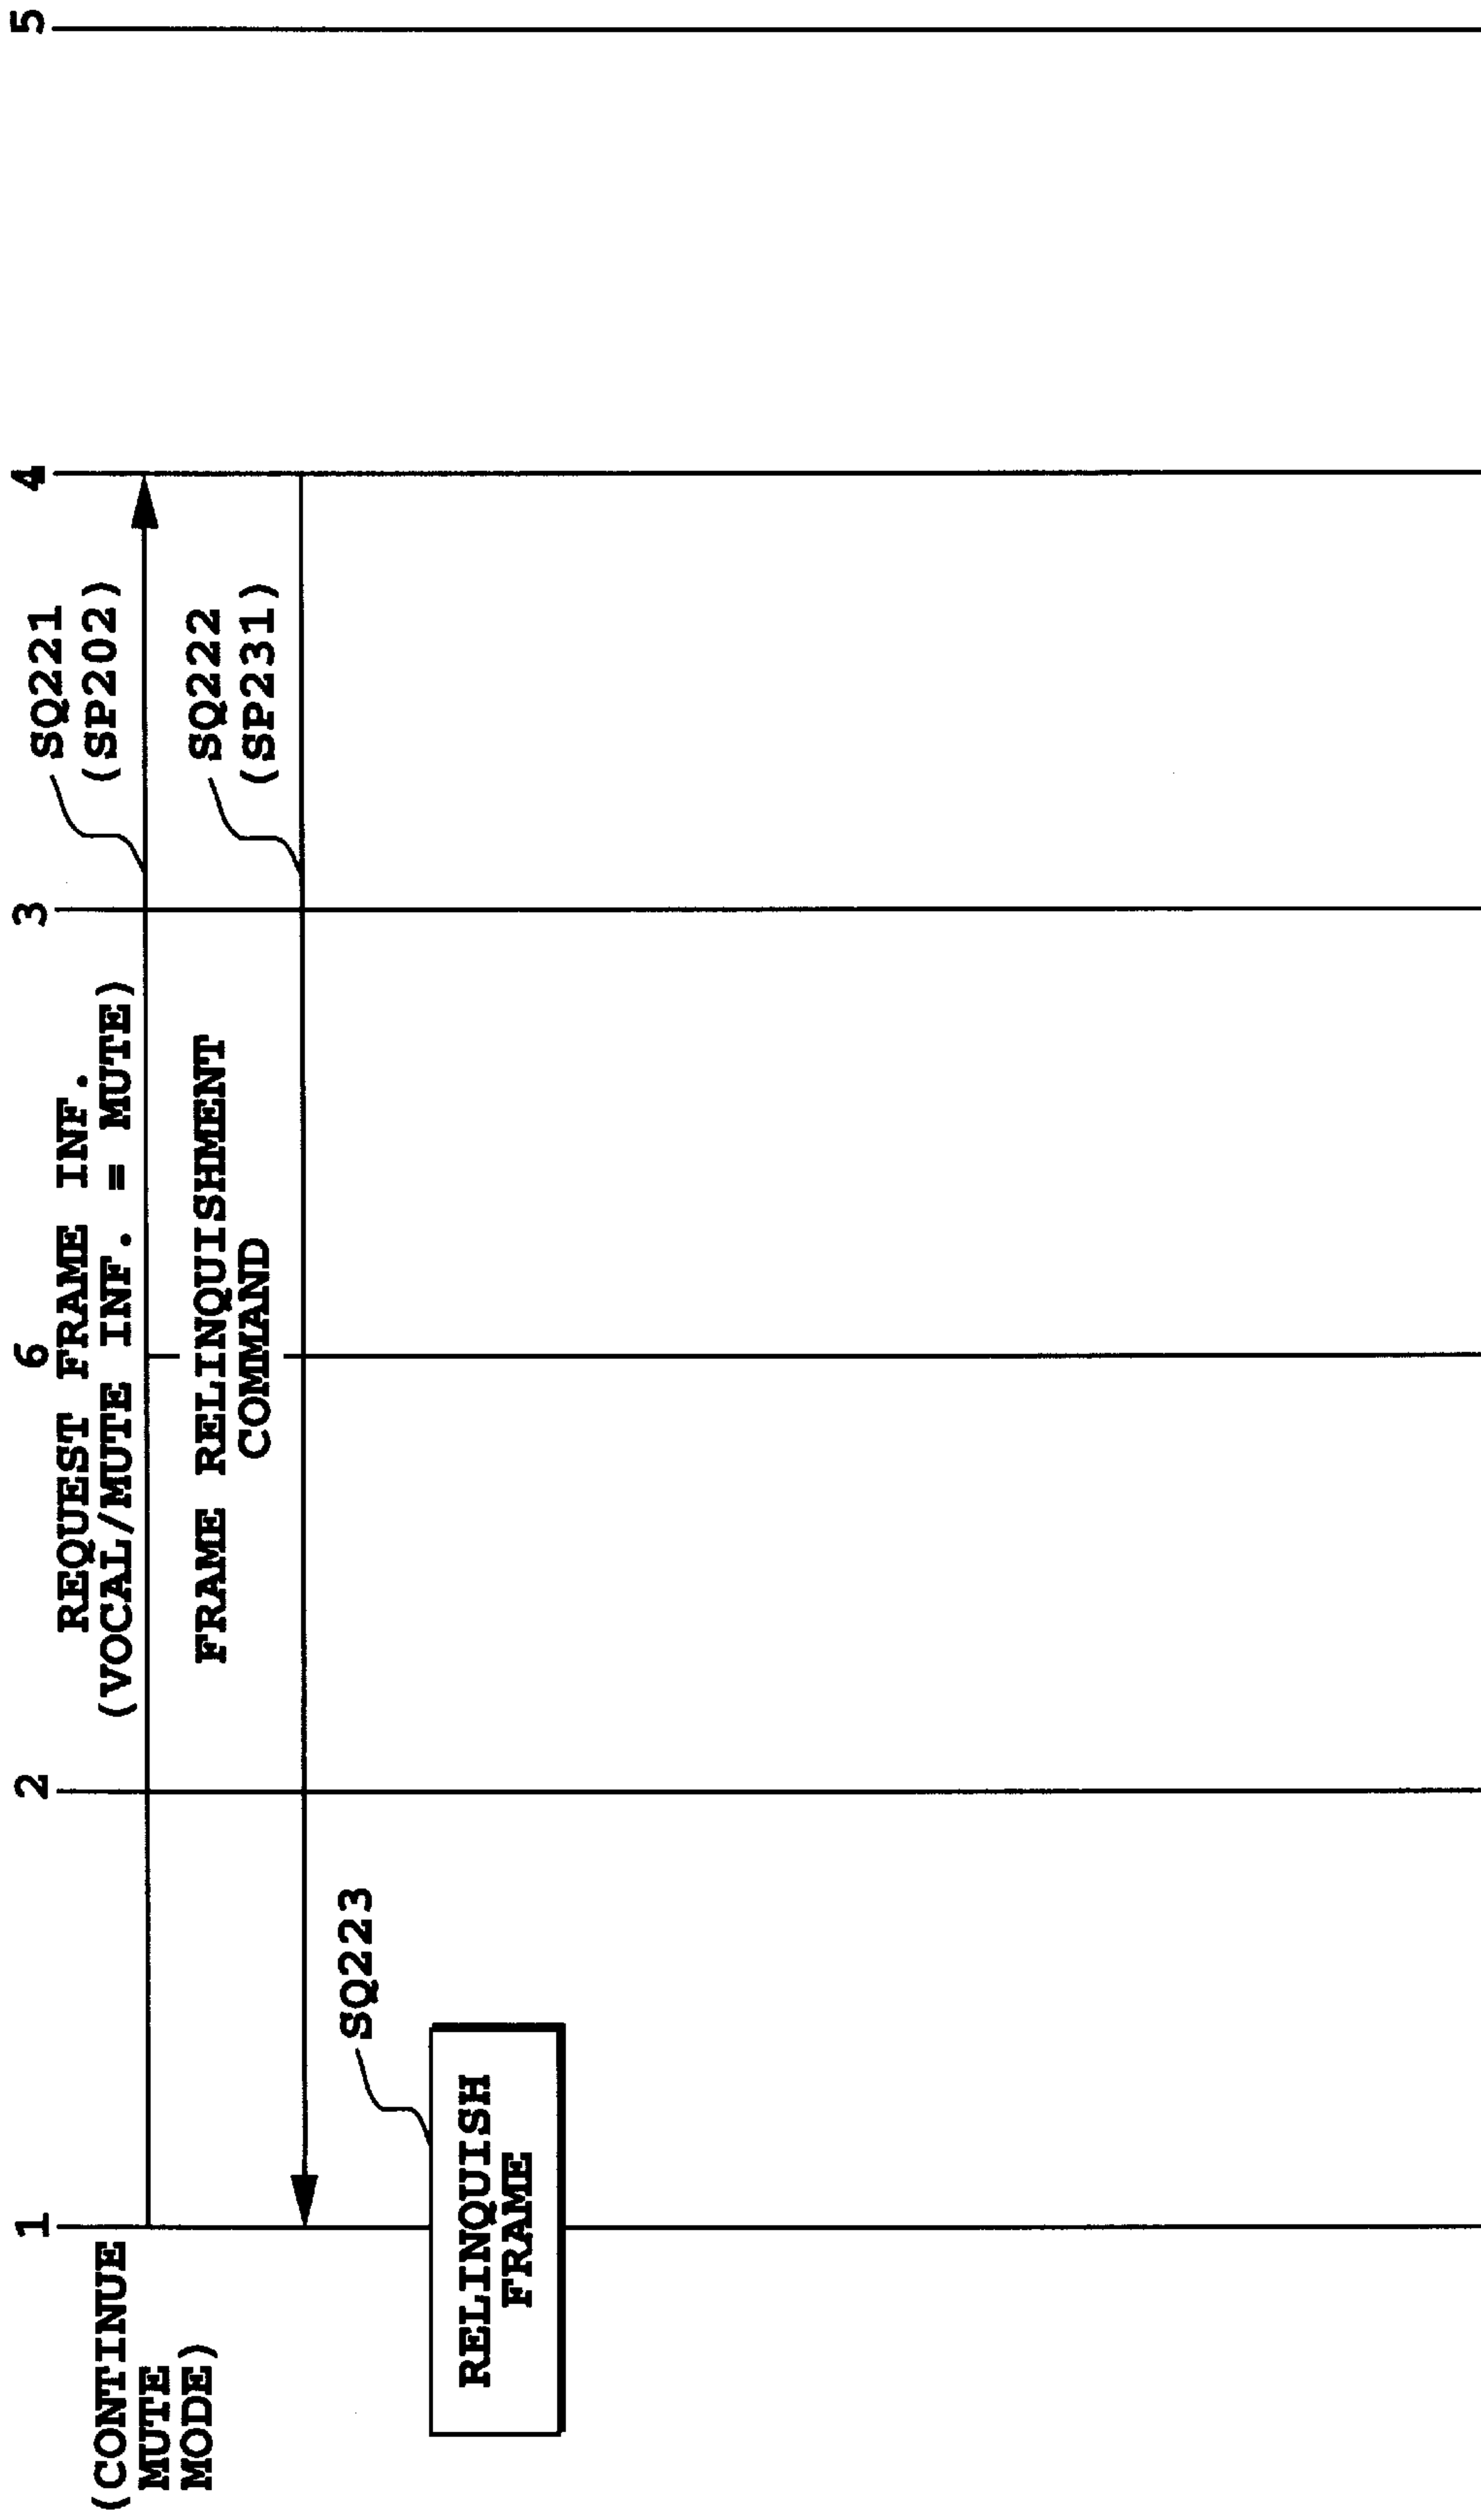 1
2
6
3
4
5
(CONTINUE
MUTE
MODE)
REQUEST FRAME INF.
(VOCAL/MUTE INF. = MUTE)
SQ221
(SP202)
FRAME RELINQUISHMENT
COMMAND
SQ222
(SP231)
SQ223
RELINQUISH
FRAME